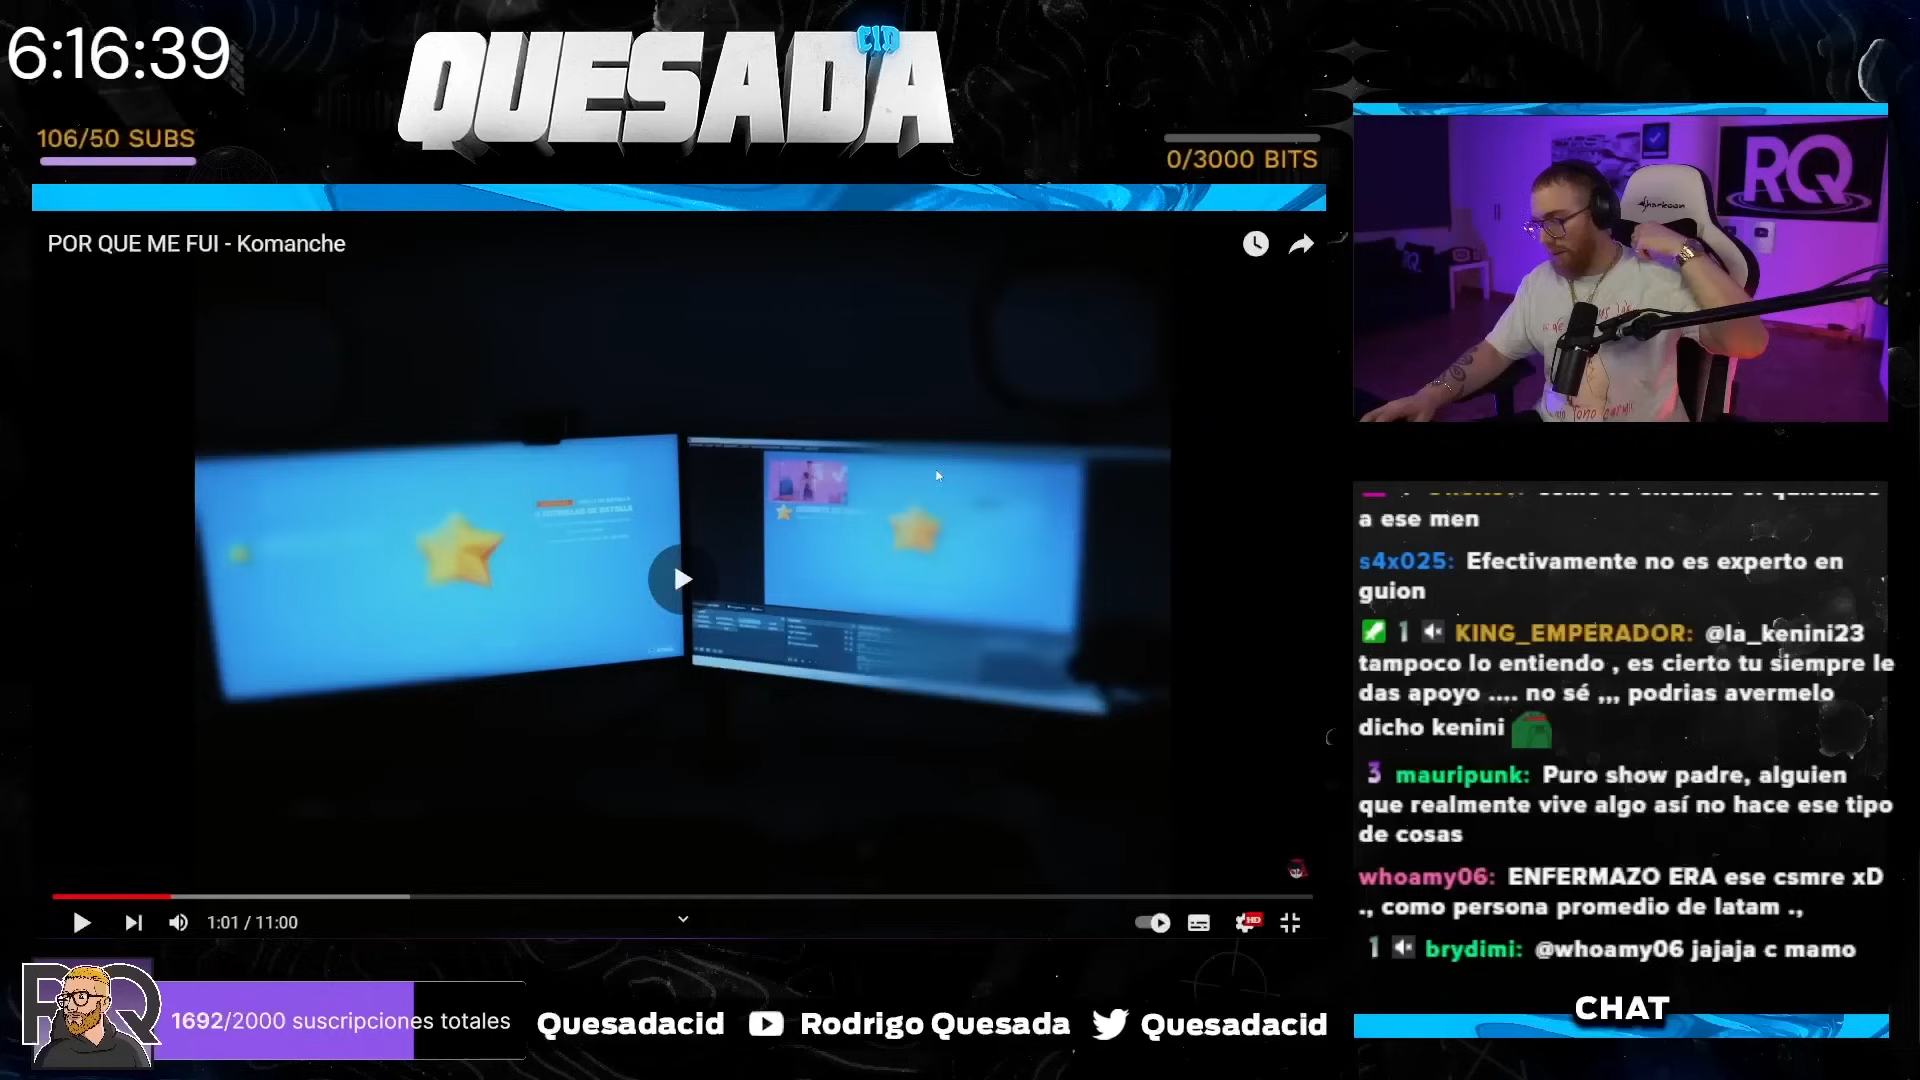 6:16:39
QUESADA
CID
106/50 SUBS
0/3000 BITS
POR QUE ME FUI - Komanche
RQ
Sharkoon
a ese men
s4x025: Efectivamente no es experto en
guion
1 KING_EMPERADOR: @la_kenini23
tampoco lo entiendo , es cierto tu siempre le
das apoyo .... no sé ,,, podrias avermelo
dicho kenini
3 mauripunk: Puro show padre, alguien
que realmente vive algo así no hace ese tipo
de cosas
whoamy06: ENFERMAZO ERA ese csmre xD
., como persona promedio de latam .,
1 brydimi: @whoamy06 jajaja c mamo
CHAT
1:01 / 11:00
HD
RQ
1692/2000 suscripciones totales
Quesadacid
Rodrigo Quesada
Quesadacid